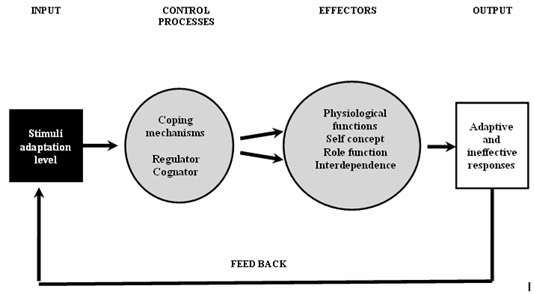 INPUT
CONTROL
PROCESSES
EFFECTORS
OUTPUT
Stimuli
adaptation
level
Coping
mechanisms
Regulator
Cognator
Physiological
functions
Self concept
Role function
Interdependence
Adaptive
and
ineffective
responses
FEED BACK